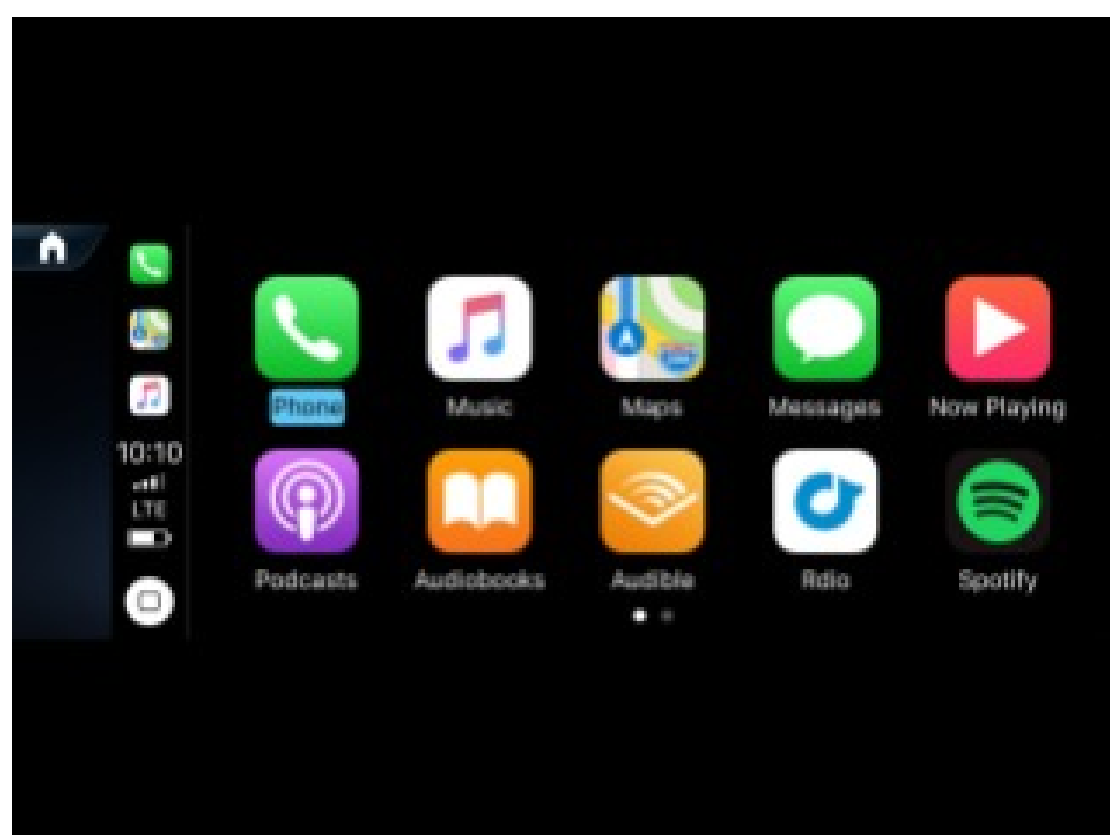 10:10
LTE
Phone
Music
Maps
Messages
Now Playing
Podcasts
Audiobooks
Audible
Rdio
Spotify